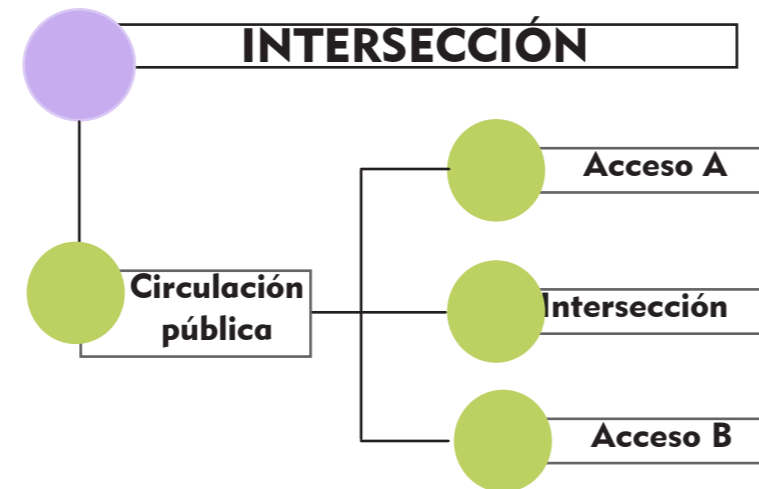 INTERSECCIÓN
Acceso A
Circulación
pública
Intersección
Acceso B